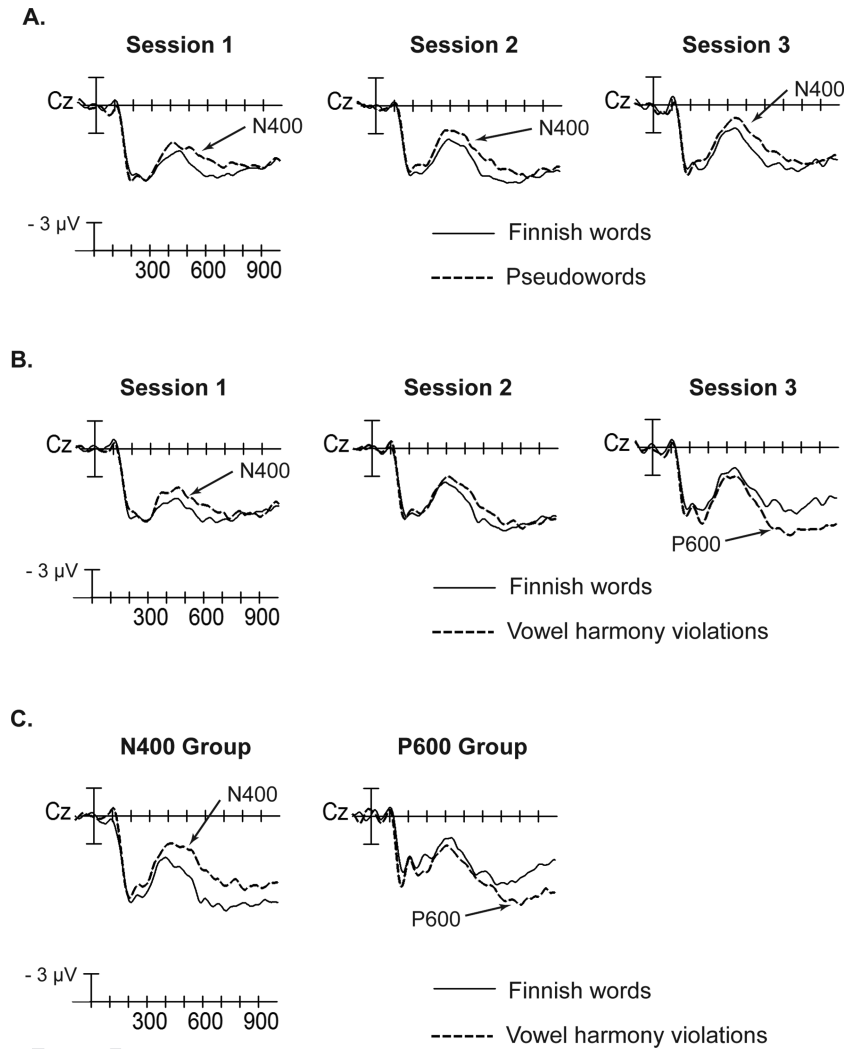 A.
Session 1 Session 2 Session 3
Cz N400 Cz N400 Cz N400
- 3 µV
300 600 900
Finnish words
Pseudowords
B.
Session 1 Session 2 Session 3
Cz N400 Cz Cz P600
- 3 µV
300 600 900
Finnish words
Vowel harmony violations
C.
N400 Group P600 Group
Cz N400 Cz P600
- 3 µV
300 600 900
Finnish words
Vowel harmony violations